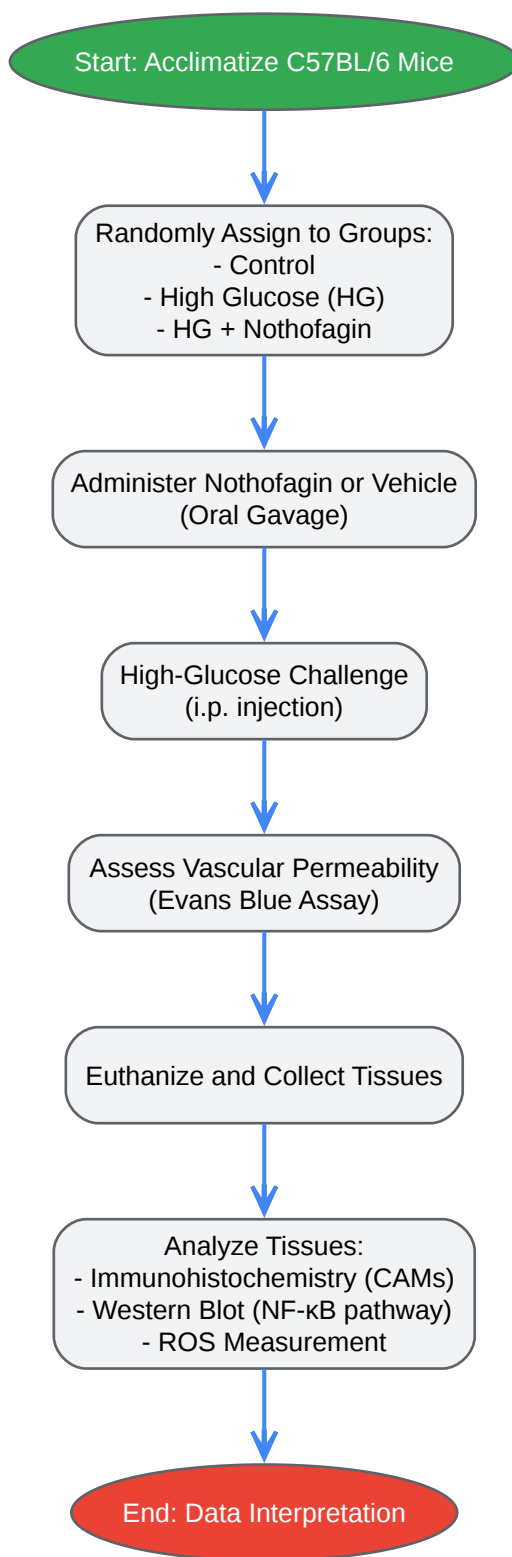 Start: Acclimatize C57BL/6 Mice
Randomly Assign to Groups:
- Control
- High Glucose (HG)
- HG + Nothofagin
Administer Nothofagin or Vehicle
(Oral Gavage)
High-Glucose Challenge
(i.p. injection)
Assess Vascular Permeability
(Evans Blue Assay)
Euthanize and Collect Tissues
Analyze Tissues:
- Immunohistochemistry (CAMs)
- Western Blot (NF-κB pathway)
- ROS Measurement
End: Data Interpretation